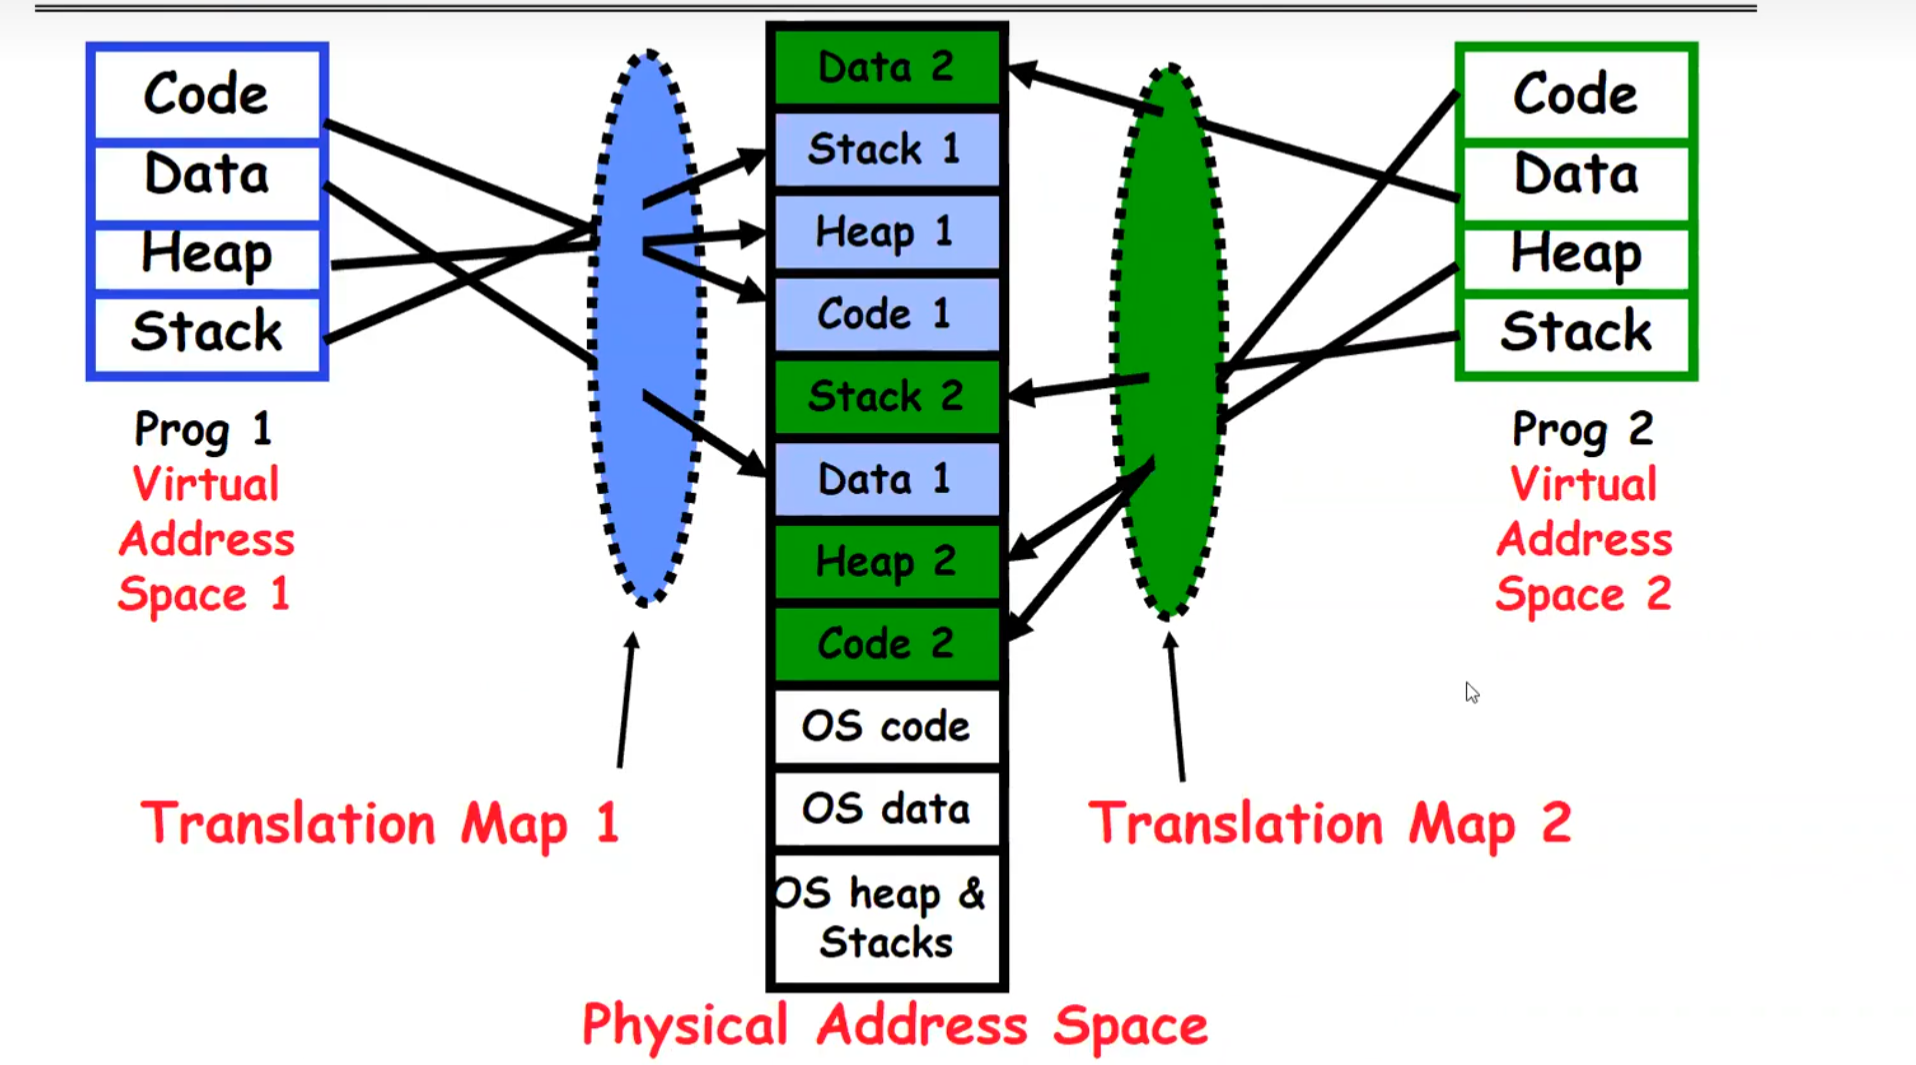 Code
Data
Heap
Stack
Prog 1
Virtual
Address
Space 1
Data 2
Stack 1
Heap 1
Code 1
Stack 2
Data 1
Heap 2
Code 2
OS code
OS data
OS heap &
Stacks
Code
Data
Heap
Stack
Prog 2
Virtual
Address
Space 2
Translation Map 1
Translation Map 2
Physical Address Space